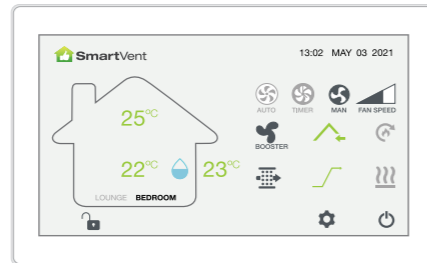 SmartVent
13:02 MAY 03 2021
25°C
AUTO TIMER MAN FAN SPEED
BOOSTER
22°C 23°C
LOUNGE BEDROOM